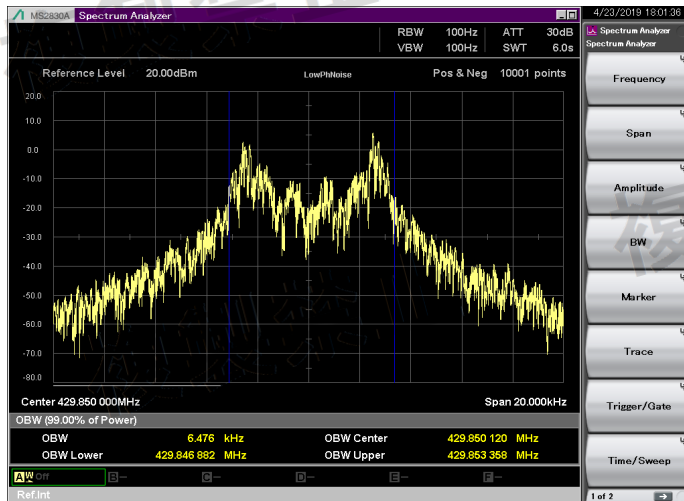 MS2830A Spectrum Analyzer
4/23/2019 18:01:36
RBW 100Hz ATT 30dB
VBW 100Hz SWT 6.0s
Reference Level 20.00dBm LowPhNoise Pos & Neg 10001 points
20.0
10.0
0.0
-10.0
-20.0
-30.0
-40.0
-50.0
-60.0
-70.0
-80.0
Center 429.850 000MHz Span 20.000kHz
OBW (99.00% of Power)
OBW 6.476 kHz OBW Center 429.850 120 MHz
OBW Lower 429.846 882 MHz OBW Upper 429.853 358 MHz
A W Off B- C- D- E- F-
Ref.Int
Spectrum Analyzer
Spectrum Analyzer
Frequency
Span
Amplitude
BW
Marker
Trace
Trigger/Gate
Time/Sweep
1 of 2